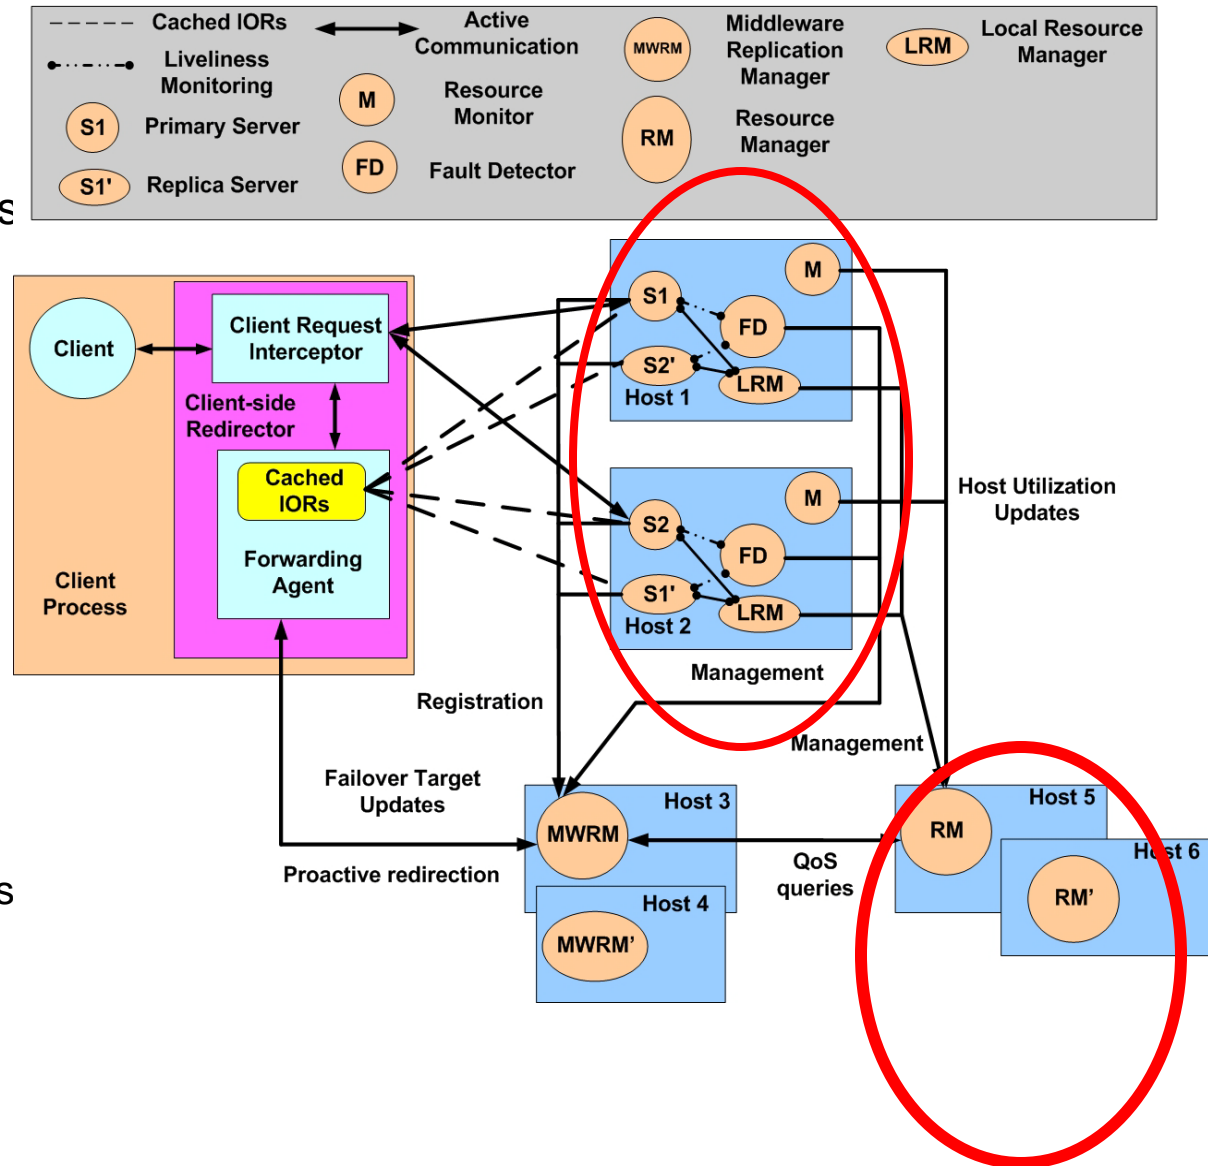 Cached IORs
Active
Communication
MWRM
Middleware
Replication
Manager
LRM
Local Resource
Manager
Liveliness
Monitoring
M
Resource
Monitor
S1
Primary Server
RM
Resource
Manager
S1'
Replica Server
FD
Fault Detector
s
Client
Client Request
Interceptor
Client-side
Redirector
Cached
IORs
Forwarding
Agent
Client
Process
S1
M
FD
S2'
LRM
Host 1
S2
M
FD
S1'
LRM
Host 2
Host Utilization
Updates
Management
Registration
Management
Failover Target
Updates
Proactive redirection
Host 3
MWRM
Host 4
MWRM’
QoS
queries
Host 5
RM
Host 6
RM’
s